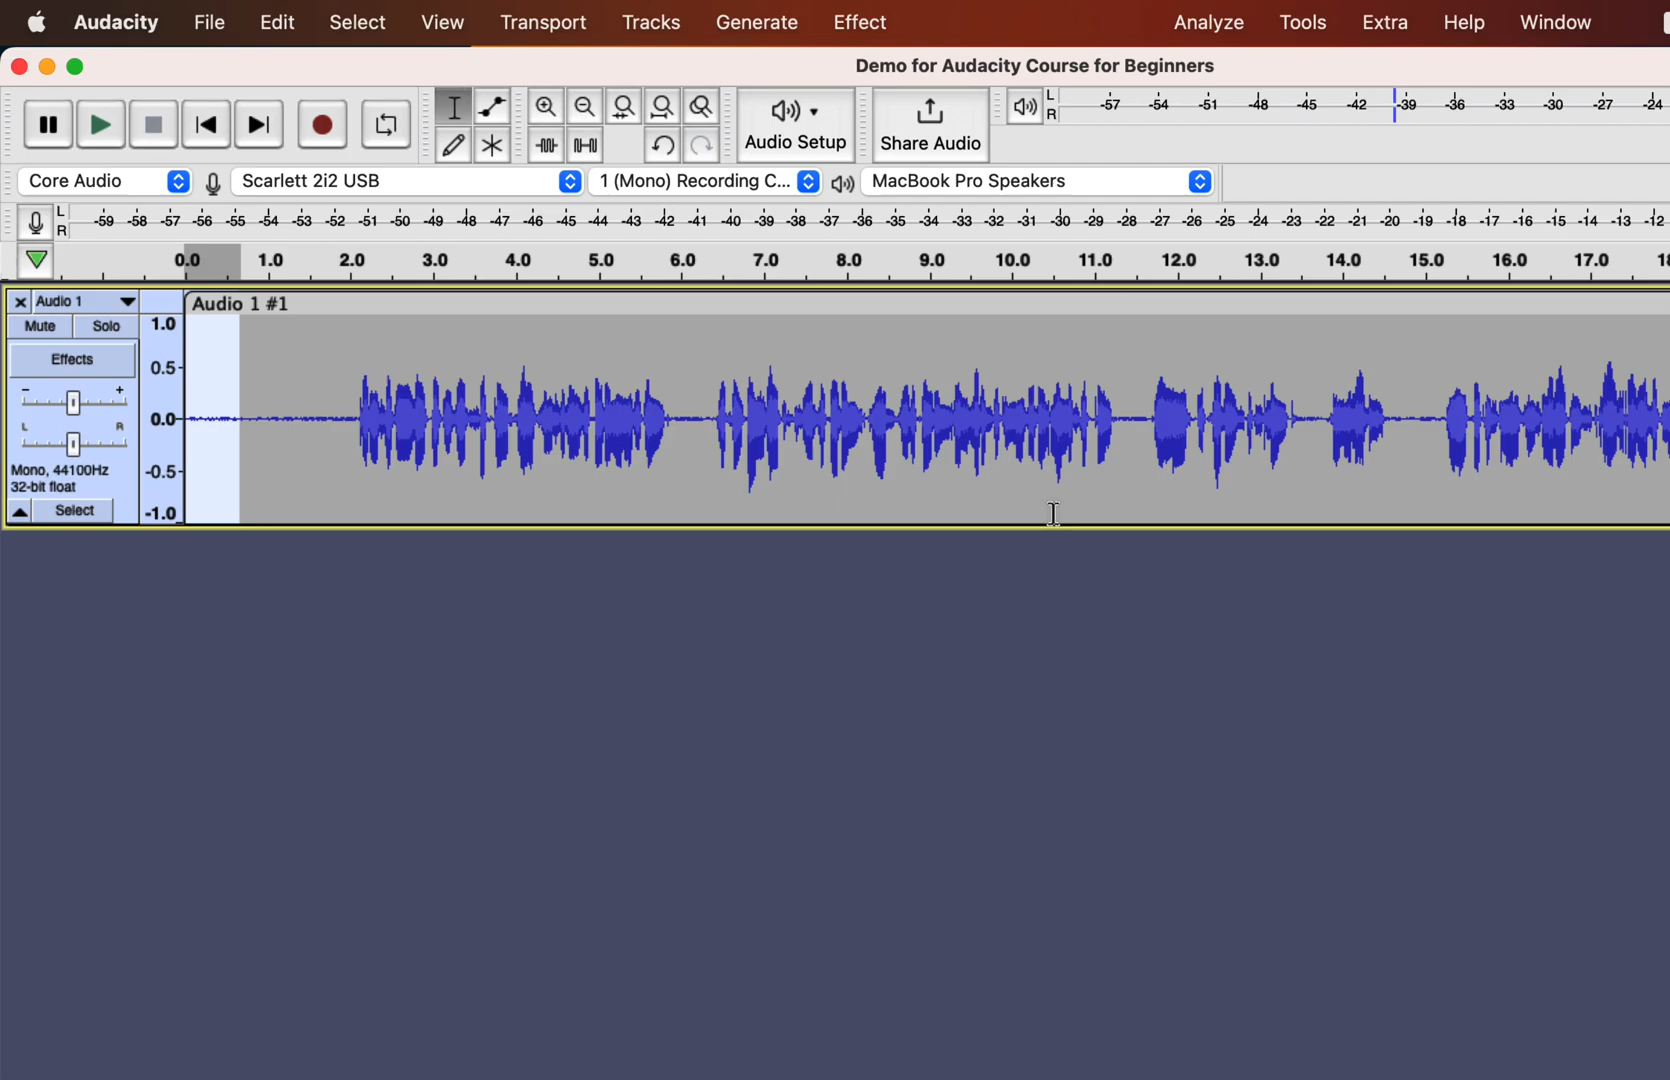 Audacity File Edit Select View Transport Tracks Generate Effect Analyze Tools Extra Help Window
Demo for Audacity Course for Beginners
L
R
-57 -54 -51 -48 -45 -42 -39 -36 -33 -30 -27 -24
Audio Setup
Share Audio
Core Audio Scarlett 2i2 USB 1 (Mono) Recording C... MacBook Pro Speakers
L
R
-59 -58 -57 -56 -55 -54 -53 -52 -51 -50 -49 -48 -47 -46 -45 -44 -43 -42 -41 -40 -39 -38 -37 -36 -35 -34 -33 -32 -31 -30 -29 -28 -27 -26 -25 -24 -23 -22 -21 -20 -19 -18 -17 -16 -15 -14 -13 -12
0.0 1.0 2.0 3.0 4.0 5.0 6.0 7.0 8.0 9.0 10.0 11.0 12.0 13.0 14.0 15.0 16.0 17.0
Audio 1 Audio 1 #1
Mute Solo 1.0
Effects
0.5
- +
0.0
L R
Mono, 44100Hz -0.5
32-bit float
Select -1.0